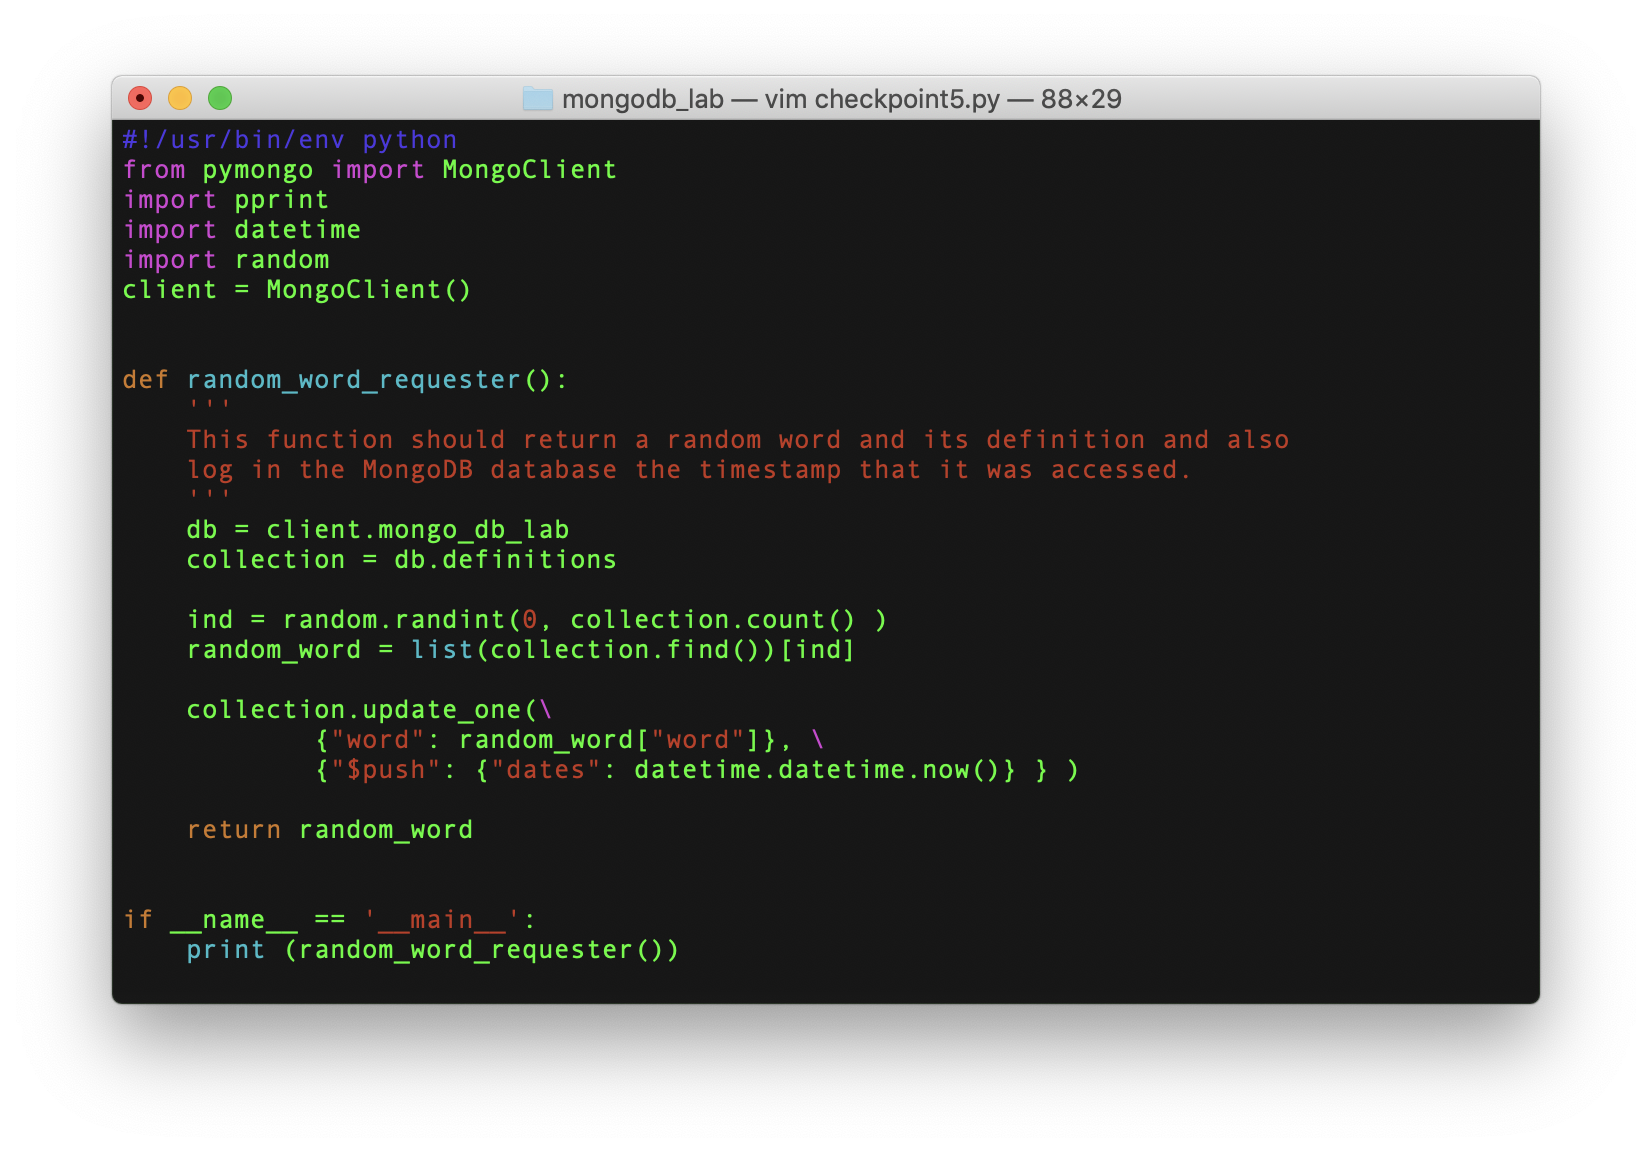 mongodb_lab — vim checkpoint5.py — 88×29
#!/usr/bin/env python
from pymongo import MongoClient
import pprint
import datetime
import random
client = MongoClient()
def random_word_requester():
    '''
    This function should return a random word and its definition and also
    log in the MongoDB database the timestamp that it was accessed.
    '''
    db = client.mongo_db_lab
    collection = db.definitions
    ind = random.randint(0, collection.count() )
    random_word = list(collection.find())[ind]
    collection.update_one(\
            {"word": random_word["word"]}, \
            {"$push": {"dates": datetime.datetime.now()} } )
    return random_word
if __name__ == '__main__':
    print (random_word_requester())